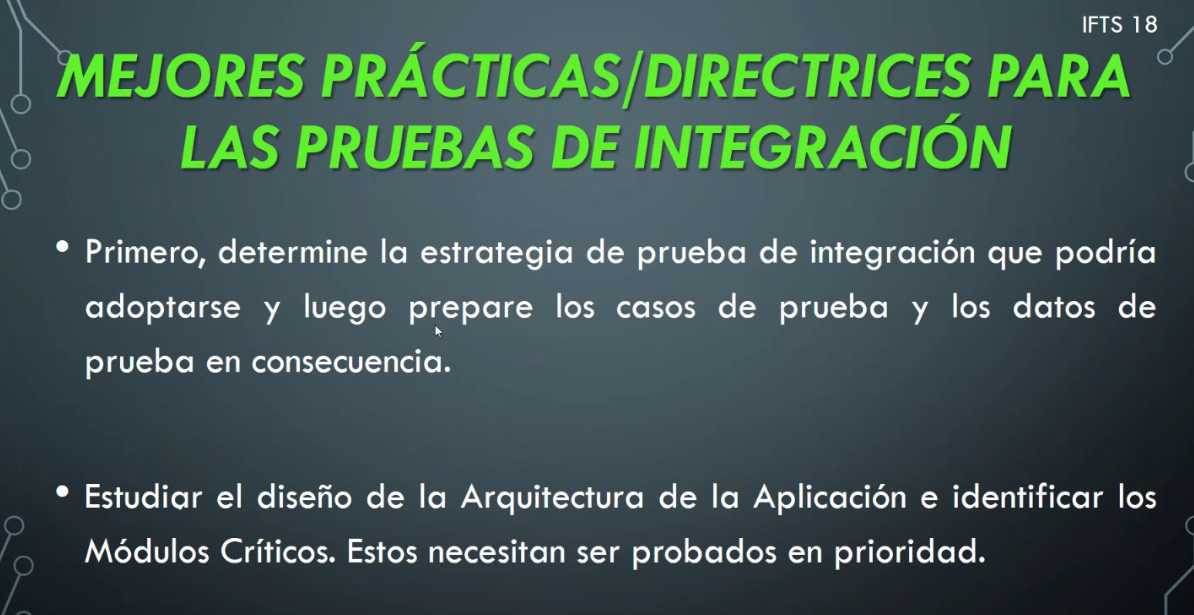 IFTS 18
MEJORES PRÁCTICAS/DIRECTRICES PARA
LAS PRUEBAS DE INTEGRACIÓN
• Primero, determine la estrategia de prueba de integración que podría
adoptarse y luego prepare los casos de prueba y los datos de
prueba en consecuencia.
• Estudiar el diseño de la Arquitectura de la Aplicación e identificar los
Módulos Críticos. Estos necesitan ser probados en prioridad.